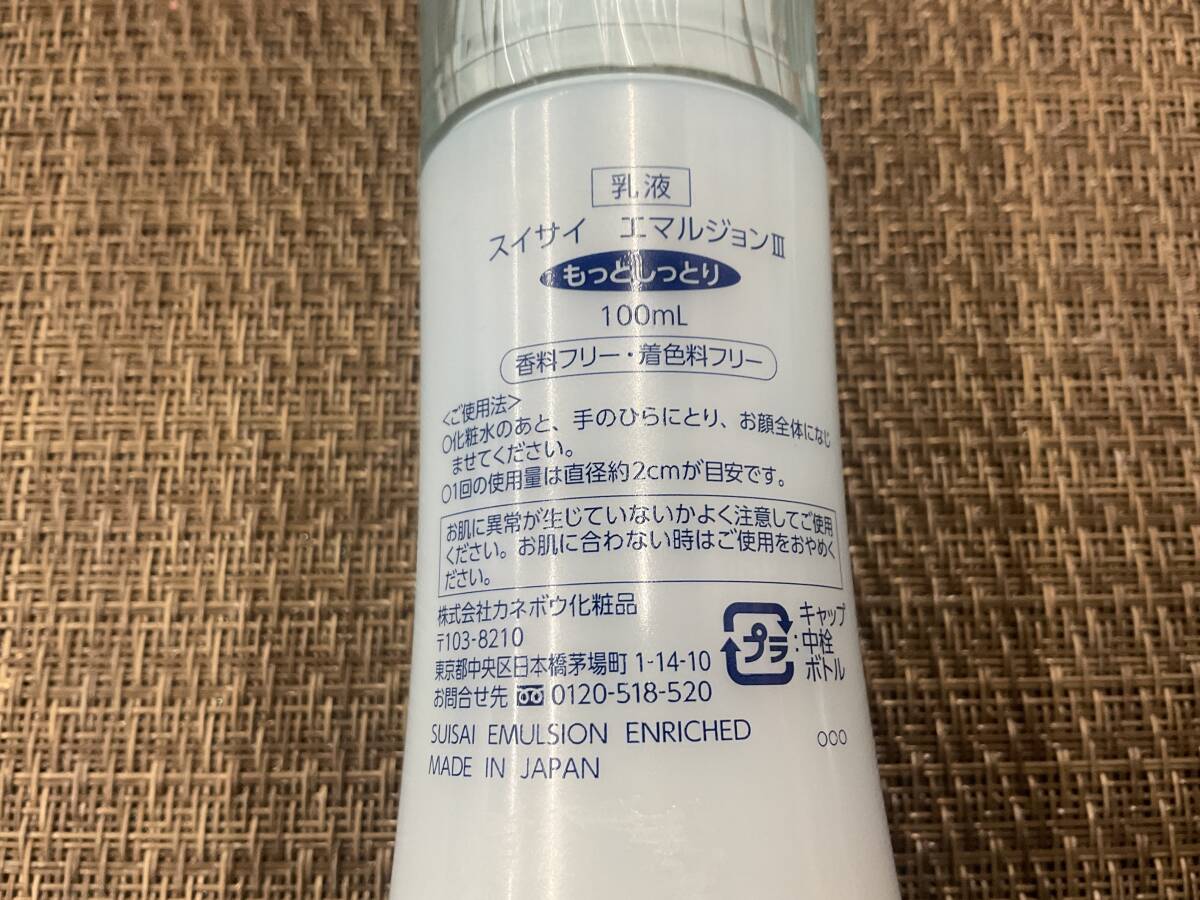 乳液
スイサイ エマルジョンⅢ
もっとしっとり
100mL
香料フリー・着色料フリー
<ご使用法>
○化粧水のあと、手のひらにとり、お顔全体になじ
ませてください。
○1回の使用量は直径約2cmが目安です。
お肌に異常が生じていないかよく注意してご使用
ください。お肌に合わない時はご使用をおやめく
ださい。
株式会社カネボウ化粧品
〒103-8210
東京都中央区日本橋茅場町 1-14-10
お問合せ先 0120-518-520
プラ
キャップ
:中栓
ボトル
SUISAI EMULSION ENRICHED
○○○
MADE IN JAPAN